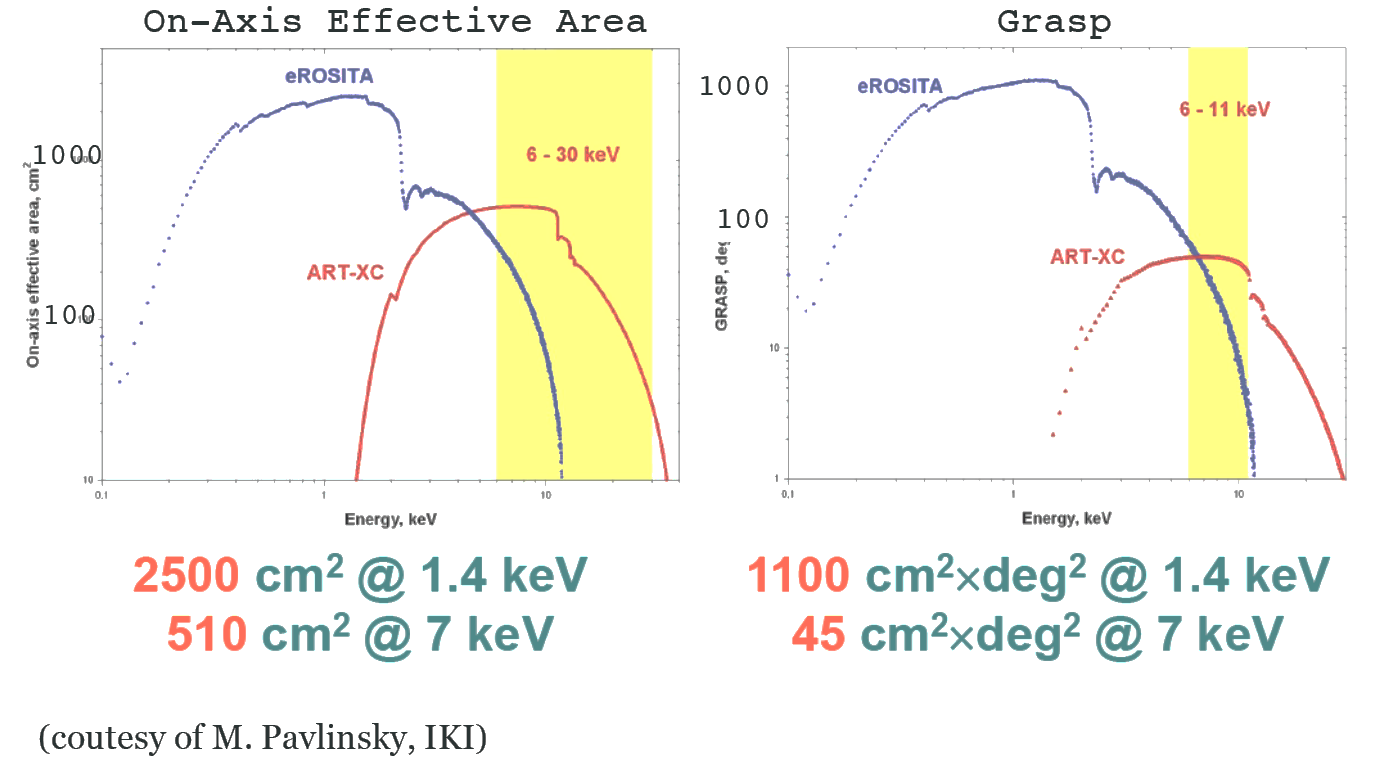 On-Axis Effective Area
eROSITA
6 - 30 keV
ART-XC
On-axis effective area, cm²
1000
100
10
0.1
1
10
Energy, keV
2500 cm² @ 1.4 keV
510 cm² @ 7 keV
Grasp
eROSITA
6 - 11 keV
ART-XC
GRASP,
1000
100
10
1
0.1
1
10
Energy, keV
1100 cm²×deg² @ 1.4 keV
45 cm²×deg² @ 7 keV
(coutesy of M. Pavlinsky, IKI)